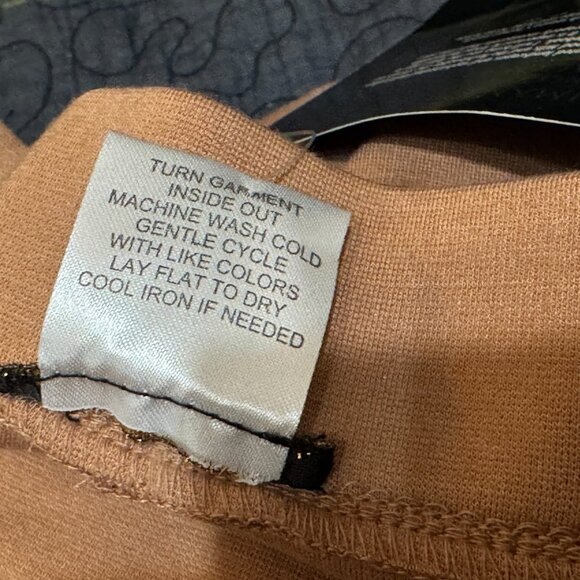 TURN GARMENT
INSIDE OUT
MACHINE WASH COLD
GENTLE CYCLE
WITH LIKE COLORS
LAY FLAT TO DRY
COOL IRON IF NEEDED